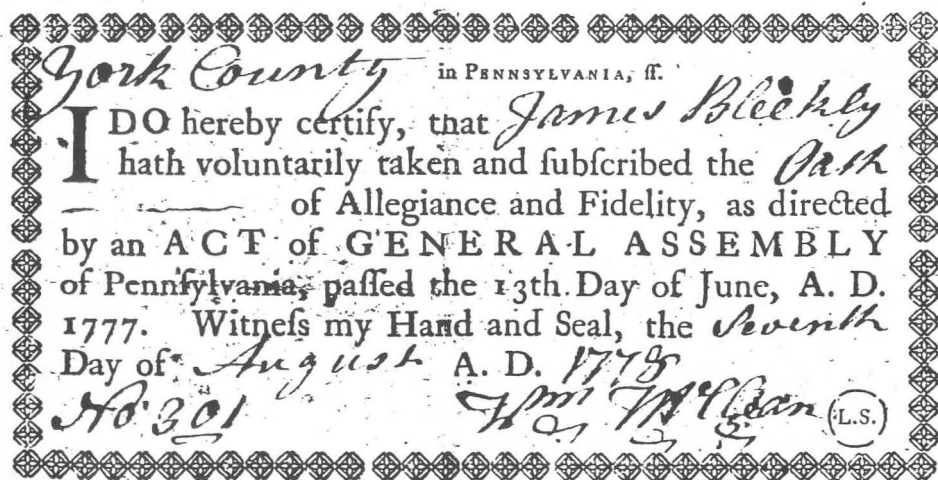 York County in PENNSYLVANIA, ſſ.
I DO hereby certify, that James Bleekly
hath voluntarily taken and ſubſcribed the Oath
of Allegiance and Fidelity, as directed
by an ACT of GENERAL ASSEMBLY
of Pennſylvania, paſſed the 13th Day of June, A. D.
1777. Witneſs my Hand and Seal, the Seventh
Day of August A. D. 1778
No 301 Wm McClean L.S.